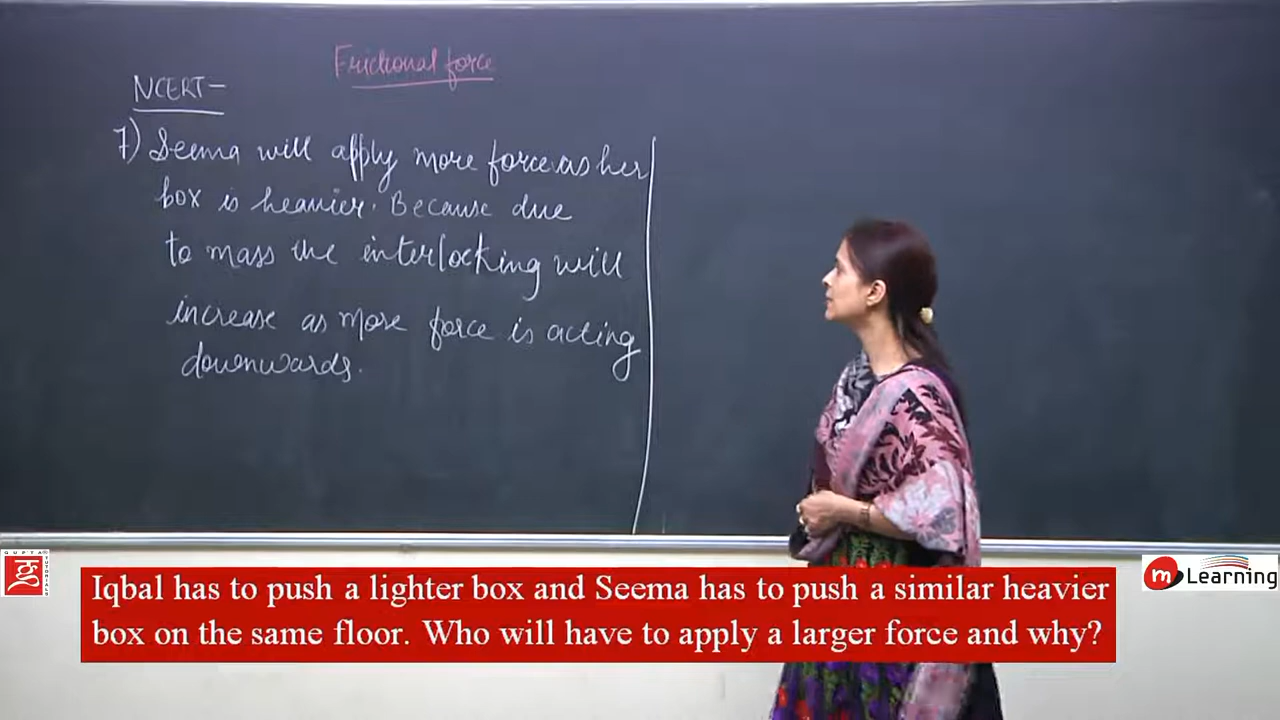 Frictional force
NCERT-
7) Seema will apply more force as her
box is heavier. Because due
to mass the interlocking will
increase as more force is acting
downwards.
GUPTA
TUTORIALS
m Learning
Iqbal has to push a lighter box and Seema has to push a similar heavier
box on the same floor. Who will have to apply a larger force and why?